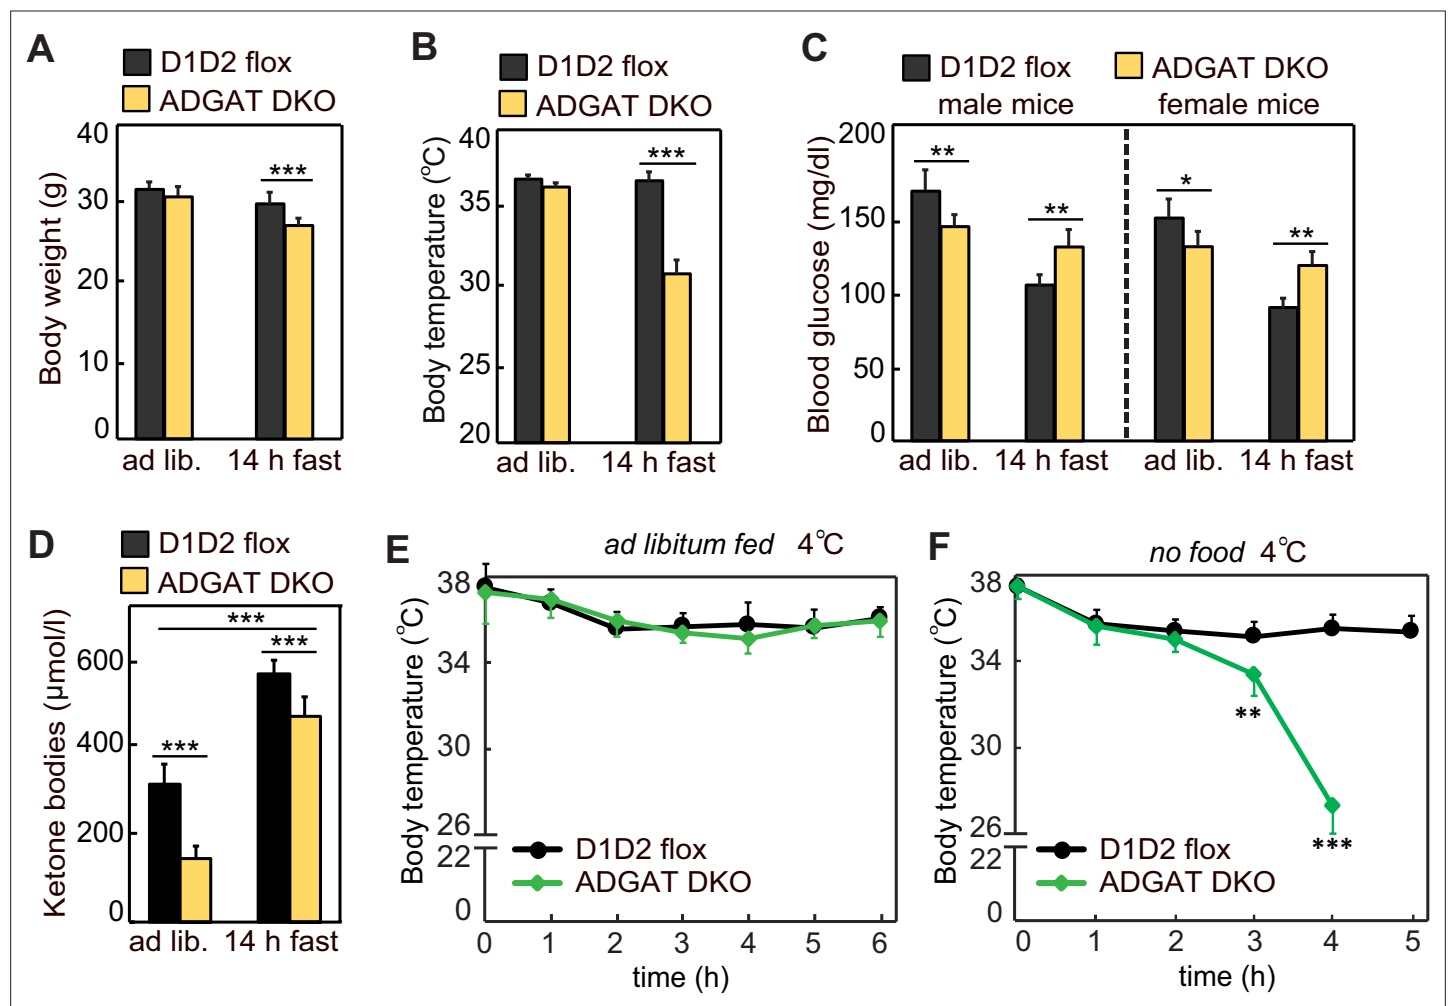 A
D1D2 flox
ADGAT DKO
Body weight (g)
40
30
20
10
0
***
ad lib. 14 h fast
B
D1D2 flox
ADGAT DKO
Body temperature (°C)
40
35
30
25
20
***
ad lib. 14 h fast
C
D1D2 flox ADGAT DKO
male mice female mice
Blood glucose (mg/dl)
200
150
100
50
0
** ** * **
ad lib. 14 h fast ad lib. 14 h fast
D
D1D2 flox
ADGAT DKO
Ketone bodies (µmol/l)
600
400
200
0
***
***
***
ad lib. 14 h fast
E
ad libitum fed 4°C
Body temperature (°C)
38
34
30
26
22
0
D1D2 flox
ADGAT DKO
0 1 2 3 4 5 6
time (h)
F
no food 4°C
Body temperature (°C)
38
34
30
26
22
0
**
***
D1D2 flox
ADGAT DKO
0 1 2 3 4 5
time (h)